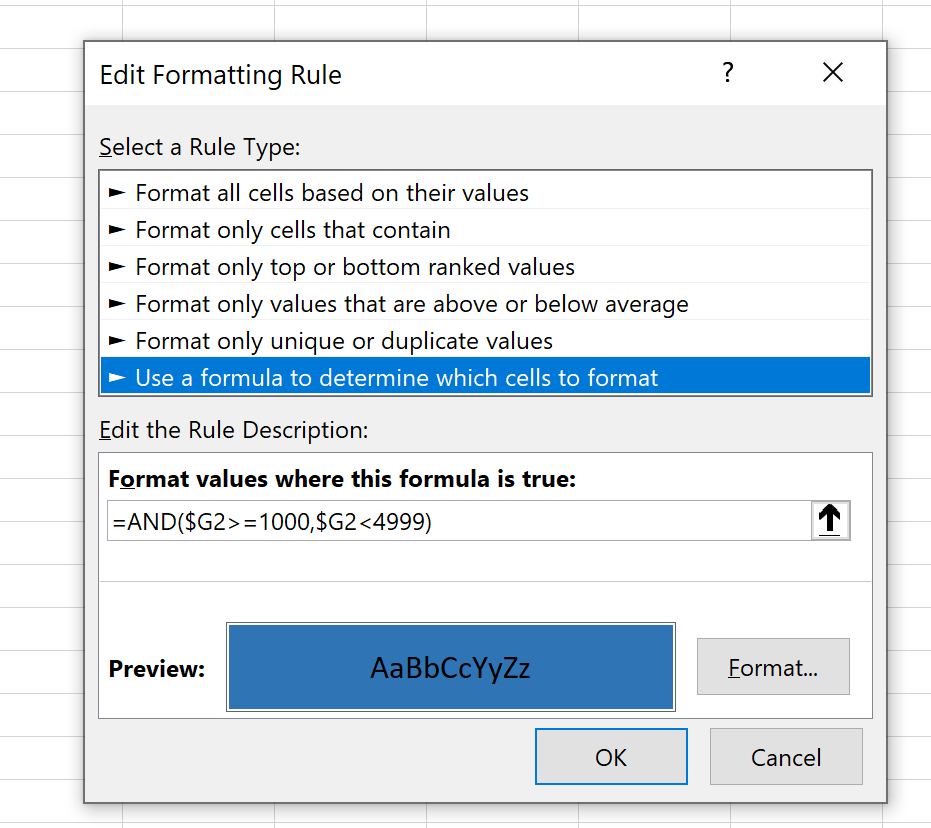 Edit Formatting Rule
?
Select a Rule Type:
► Format all cells based on their values
► Format only cells that contain
► Format only top or bottom ranked values
► Format only values that are above or below average
► Format only unique or duplicate values
► Use a formula to determine which cells to format
Edit the Rule Description:
Format values where this formula is true:
=AND($G2>=1000,$G2<4999)
Preview:
AaBbCcYyZz
Format...
OK
Cancel